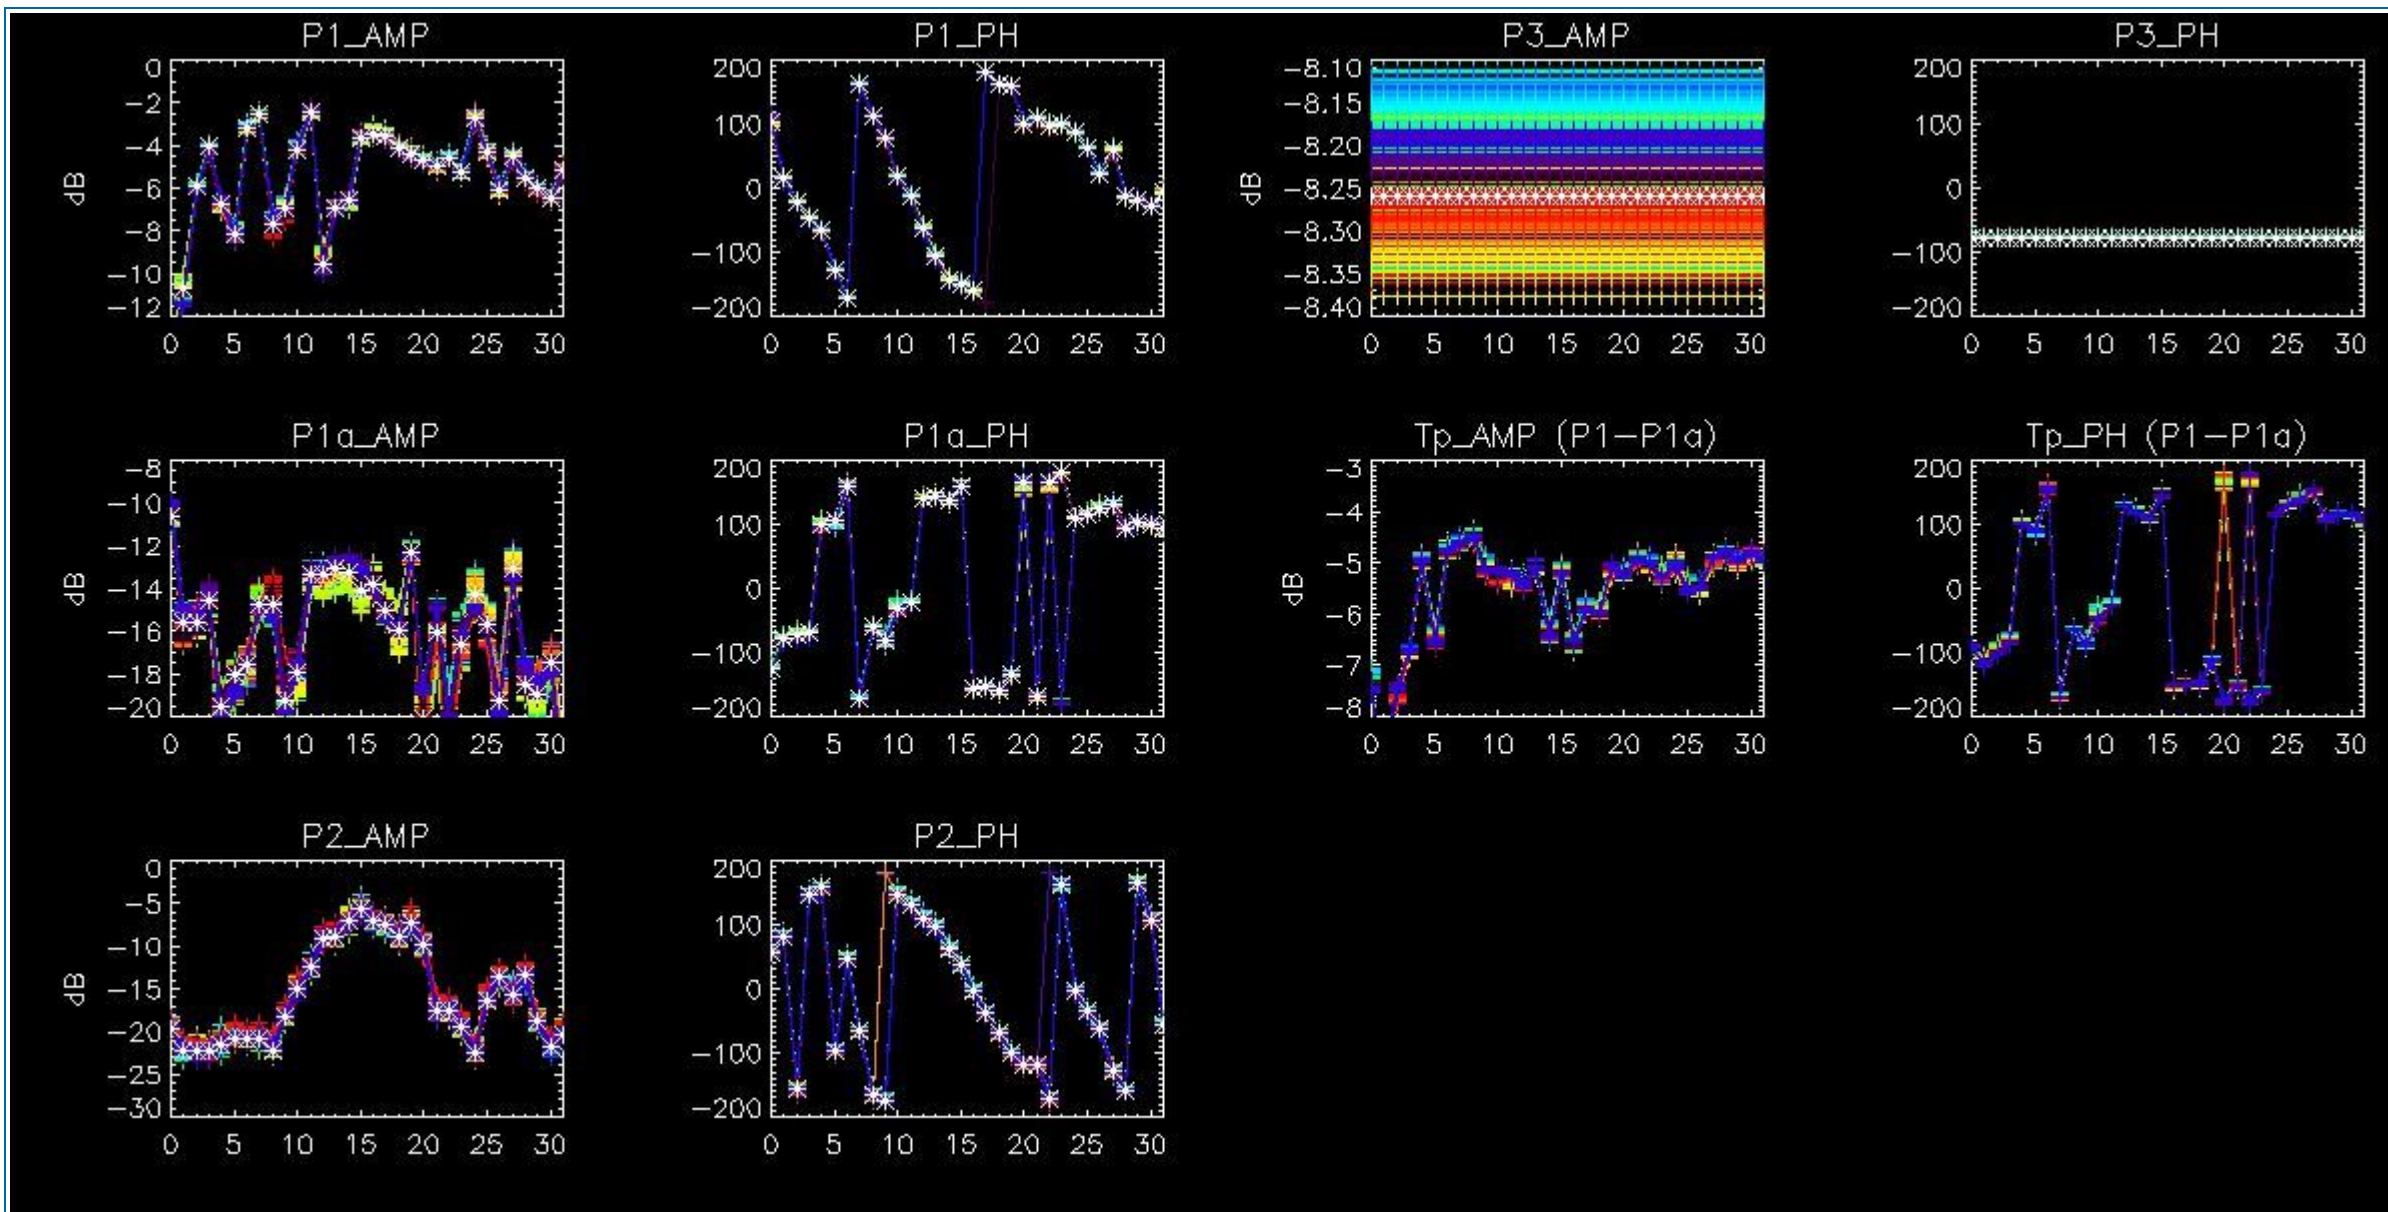 P1_AMP
0
−2
−4
−6
−8
−10
−12
dB
0 5 10 15 20 25 30
P1_PH
200
100
0
−100
−200
0 5 10 15 20 25 30
P3_AMP
−8.10
−8.15
−8.20
−8.25
−8.30
−8.35
−8.40
dB
0 5 10 15 20 25 30
P3_PH
200
100
0
−100
−200
0 5 10 15 20 25 30
P1a_AMP
−8
−10
−12
−14
−16
−18
−20
dB
0 5 10 15 20 25 30
P1a_PH
200
100
0
−100
−200
0 5 10 15 20 25 30
Tp_AMP (P1−P1a)
−3
−4
−5
−6
−7
−8
dB
0 5 10 15 20 25 30
Tp_PH (P1−P1a)
200
100
0
−100
−200
0 5 10 15 20 25 30
P2_AMP
0
−5
−10
−15
−20
−25
−30
dB
0 5 10 15 20 25 30
P2_PH
200
100
0
−100
−200
0 5 10 15 20 25 30